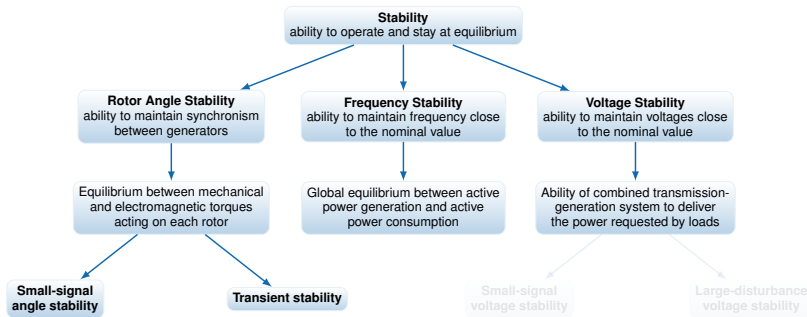 Stability
ability to operate and stay at equilibrium
Rotor Angle Stability
ability to maintain synchronism
between generators
Frequency Stability
ability to maintain frequency close
to the nominal value
Voltage Stability
ability to maintain voltages close
to the nominal value
Equilibrium between mechanical
and electromagnetic torques
acting on each rotor
Global equilibrium between active
power generation and active
power consumption
Ability of combined transmission-
generation system to deliver
the power requested by loads
Small-signal
angle stability
Transient stability
Small-signal
voltage stability
Large-disturbance
voltage stability